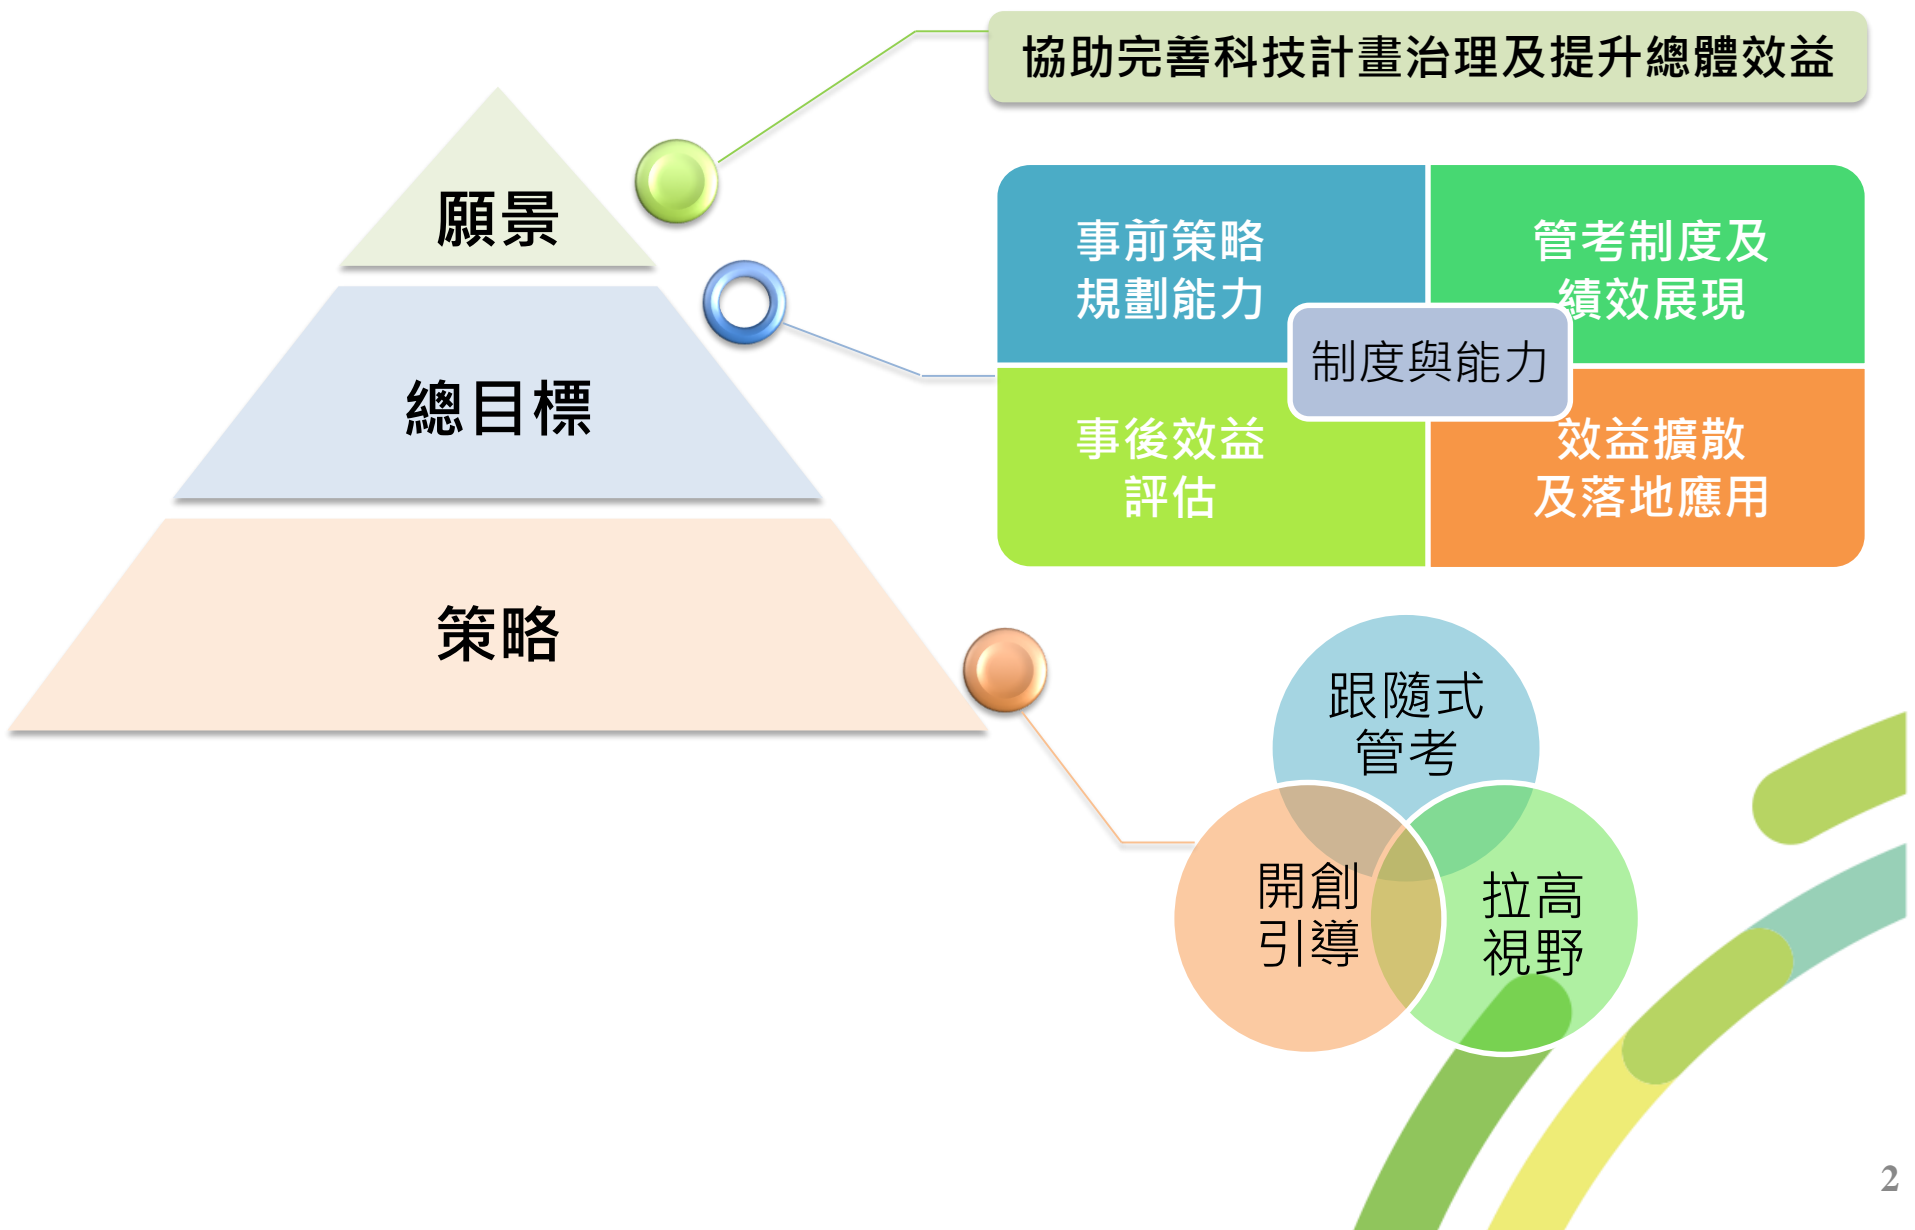 協助完善科技計畫治理及提升總體效益
願景
總目標
策略
事前策略
規劃能力
管考制度及
績效展現
制度與能力
事後效益
評估
效益擴散
及落地應用
跟隨式
管考
開創
引導
拉高
視野
2